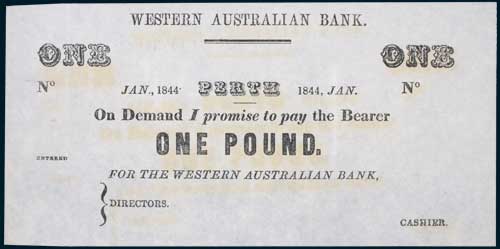 WESTERN AUSTRALIAN BANK.
ONE ONE
No No
JAN., 1844. PERTH 1844, JAN.
On Demand I promise to pay the Bearer
ONE POUND.
ENTERED
FOR THE WESTERN AUSTRALIAN BANK,
DIRECTORS.
CASHIER.